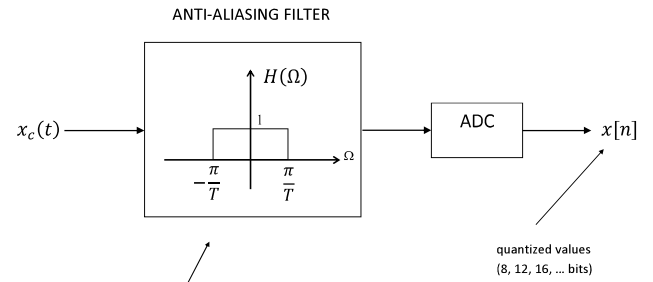 ANTI-ALIASING FILTER
H(Ω)
x_c(t)
1
ADC
x[n]
Ω
−π/T
π/T
quantized values
(8, 12, 16, ... bits)